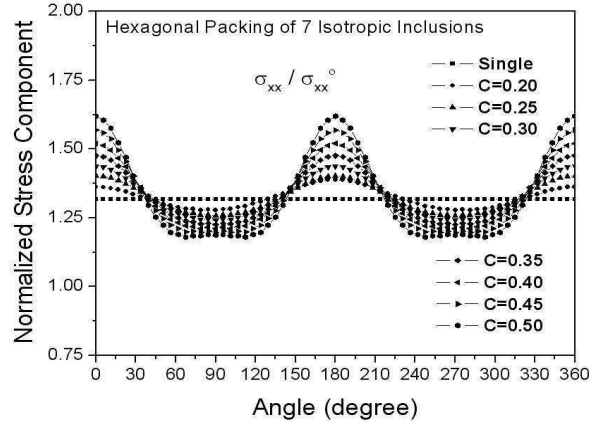 Hexagonal Packing of 7 Isotropic Inclusions
σxx / σxx°
Single
C=0.20
C=0.25
C=0.30
C=0.35
C=0.40
C=0.45
C=0.50
Normalized Stress Component
2.00
1.75
1.50
1.25
1.00
0.75
0 30 60 90 120 150 180 210 240 270 300 330 360
Angle (degree)